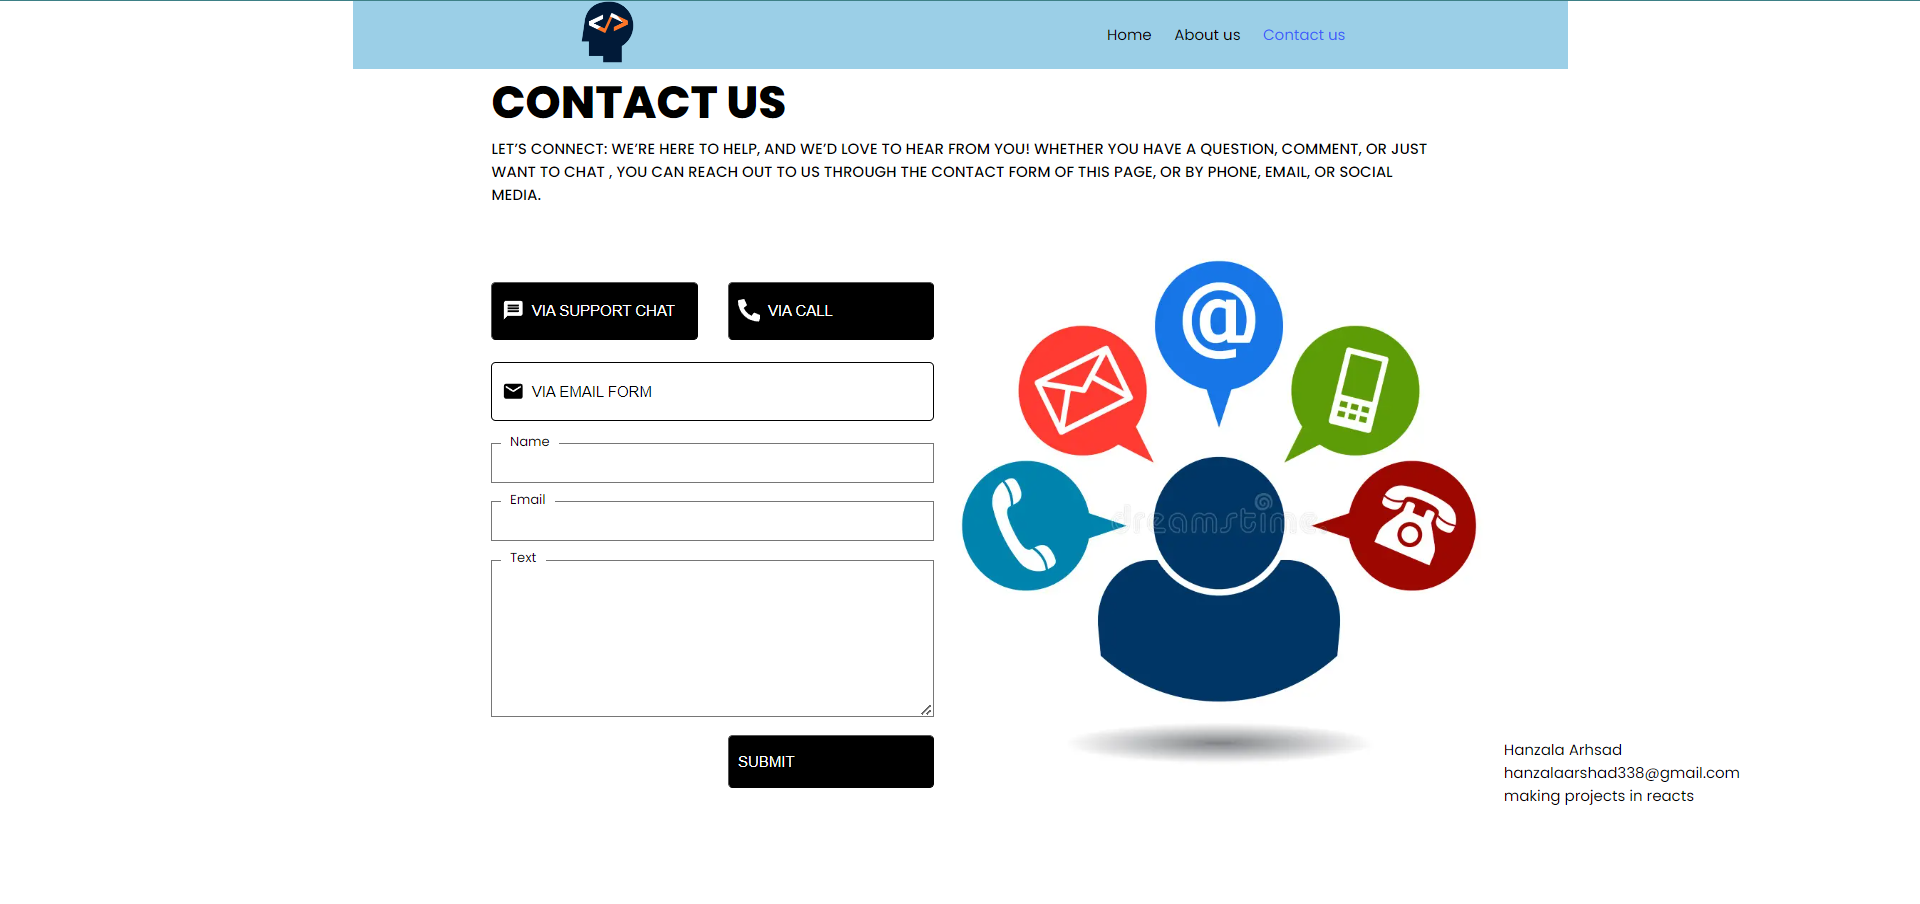 Home About us Contact us
CONTACT US
LET’S CONNECT: WE’RE HERE TO HELP, AND WE’D LOVE TO HEAR FROM YOU! WHETHER YOU HAVE A QUESTION, COMMENT, OR JUST
WANT TO CHAT , YOU CAN REACH OUT TO US THROUGH THE CONTACT FORM OF THIS PAGE, OR BY PHONE, EMAIL, OR SOCIAL
MEDIA.
VIA SUPPORT CHAT
VIA CALL
VIA EMAIL FORM
Name
Email
Text
SUBMIT
@
dreamstime
Hanzala Arhsad
hanzalaarshad338@gmail.com
making projects in reacts